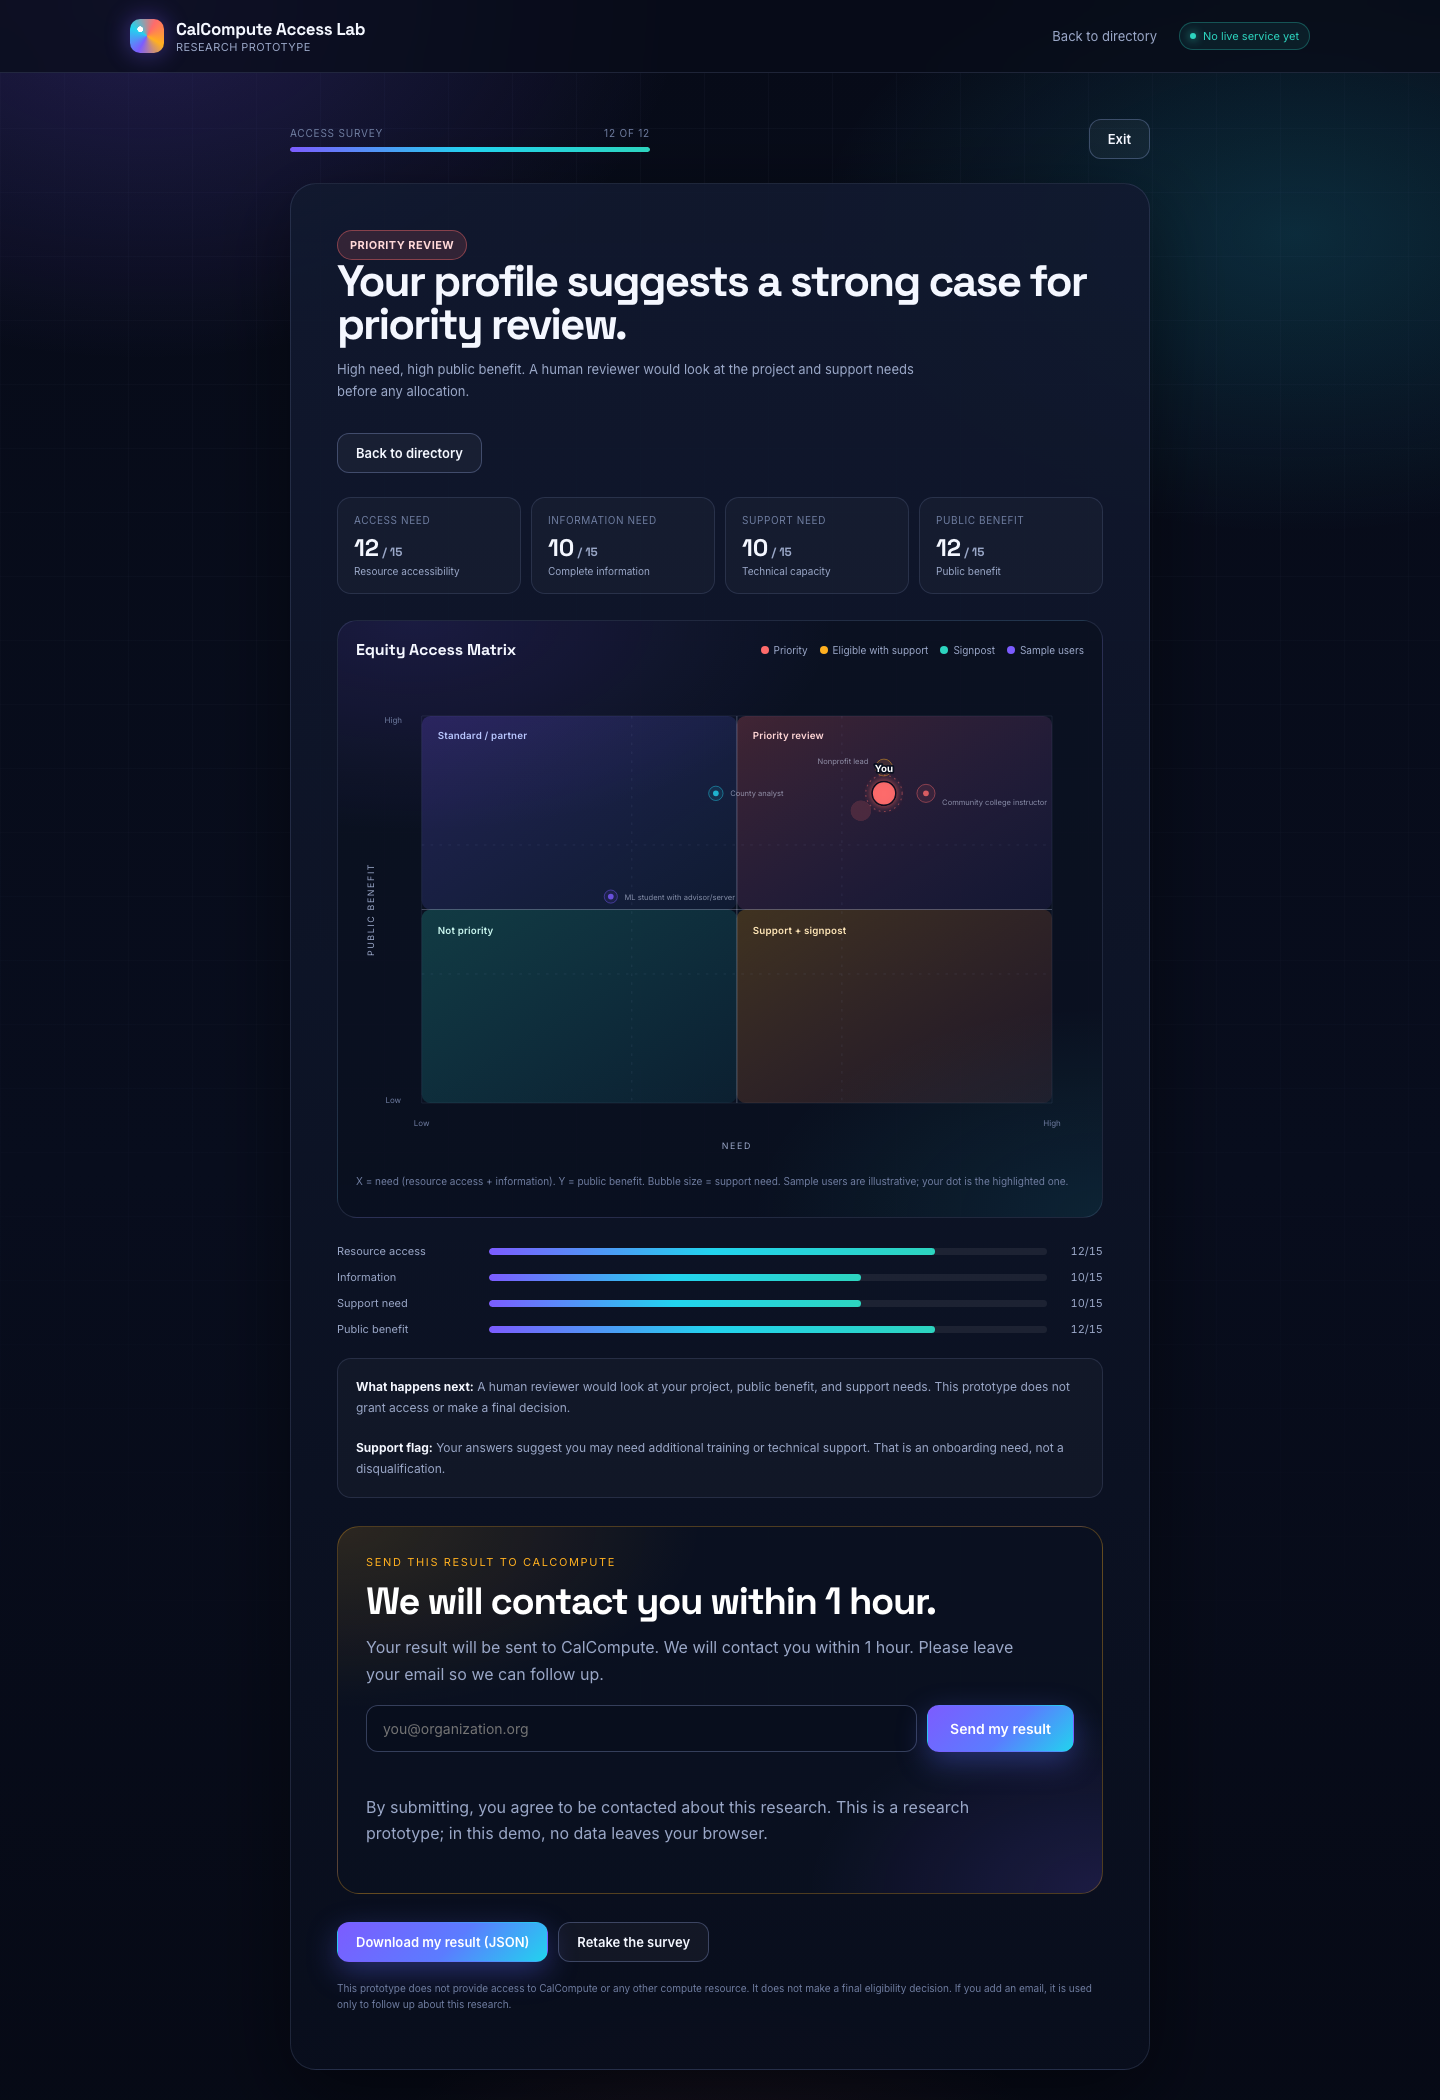 CalCompute Access Lab
RESEARCH PROTOTYPE
Back to directory
No live service yet
ACCESS SURVEY
12 OF 12
Exit
PRIORITY REVIEW
Your profile suggests a strong case for
priority review.
High need, high public benefit. A human reviewer would look at the project and support needs
before any allocation.
Back to directory
ACCESS NEED
12 / 15
Resource accessibility
INFORMATION NEED
10 / 15
Complete information
SUPPORT NEED
10 / 15
Technical capacity
PUBLIC BENEFIT
12 / 15
Public benefit
Equity Access Matrix
Priority
Eligible with support
Signpost
Sample users
High
Standard / partner
Priority review
Nonprofit lead
You
County analyst
Community college instructor
ML student with advisor/server
PUBLIC BENEFIT
Not priority
Support + signpost
Low
Low
High
NEED
X = need (resource access + information). Y = public benefit. Bubble size = support need. Sample users are illustrative; your dot is the highlighted one.
Resource access
12/15
Information
10/15
Support need
10/15
Public benefit
12/15
What happens next: A human reviewer would look at your project, public benefit, and support needs. This prototype does not
grant access or make a final decision.
Support flag: Your answers suggest you may need additional training or technical support. That is an onboarding need, not a
disqualification.
SEND THIS RESULT TO CALCOMPUTE
We will contact you within 1 hour.
Your result will be sent to CalCompute. We will contact you within 1 hour. Please leave
your email so we can follow up.
you@organization.org
Send my result
By submitting, you agree to be contacted about this research. This is a research
prototype; in this demo, no data leaves your browser.
Download my result (JSON)
Retake the survey
This prototype does not provide access to CalCompute or any other compute resource. It does not make a final eligibility decision. If you add an email, it is used
only to follow up about this research.